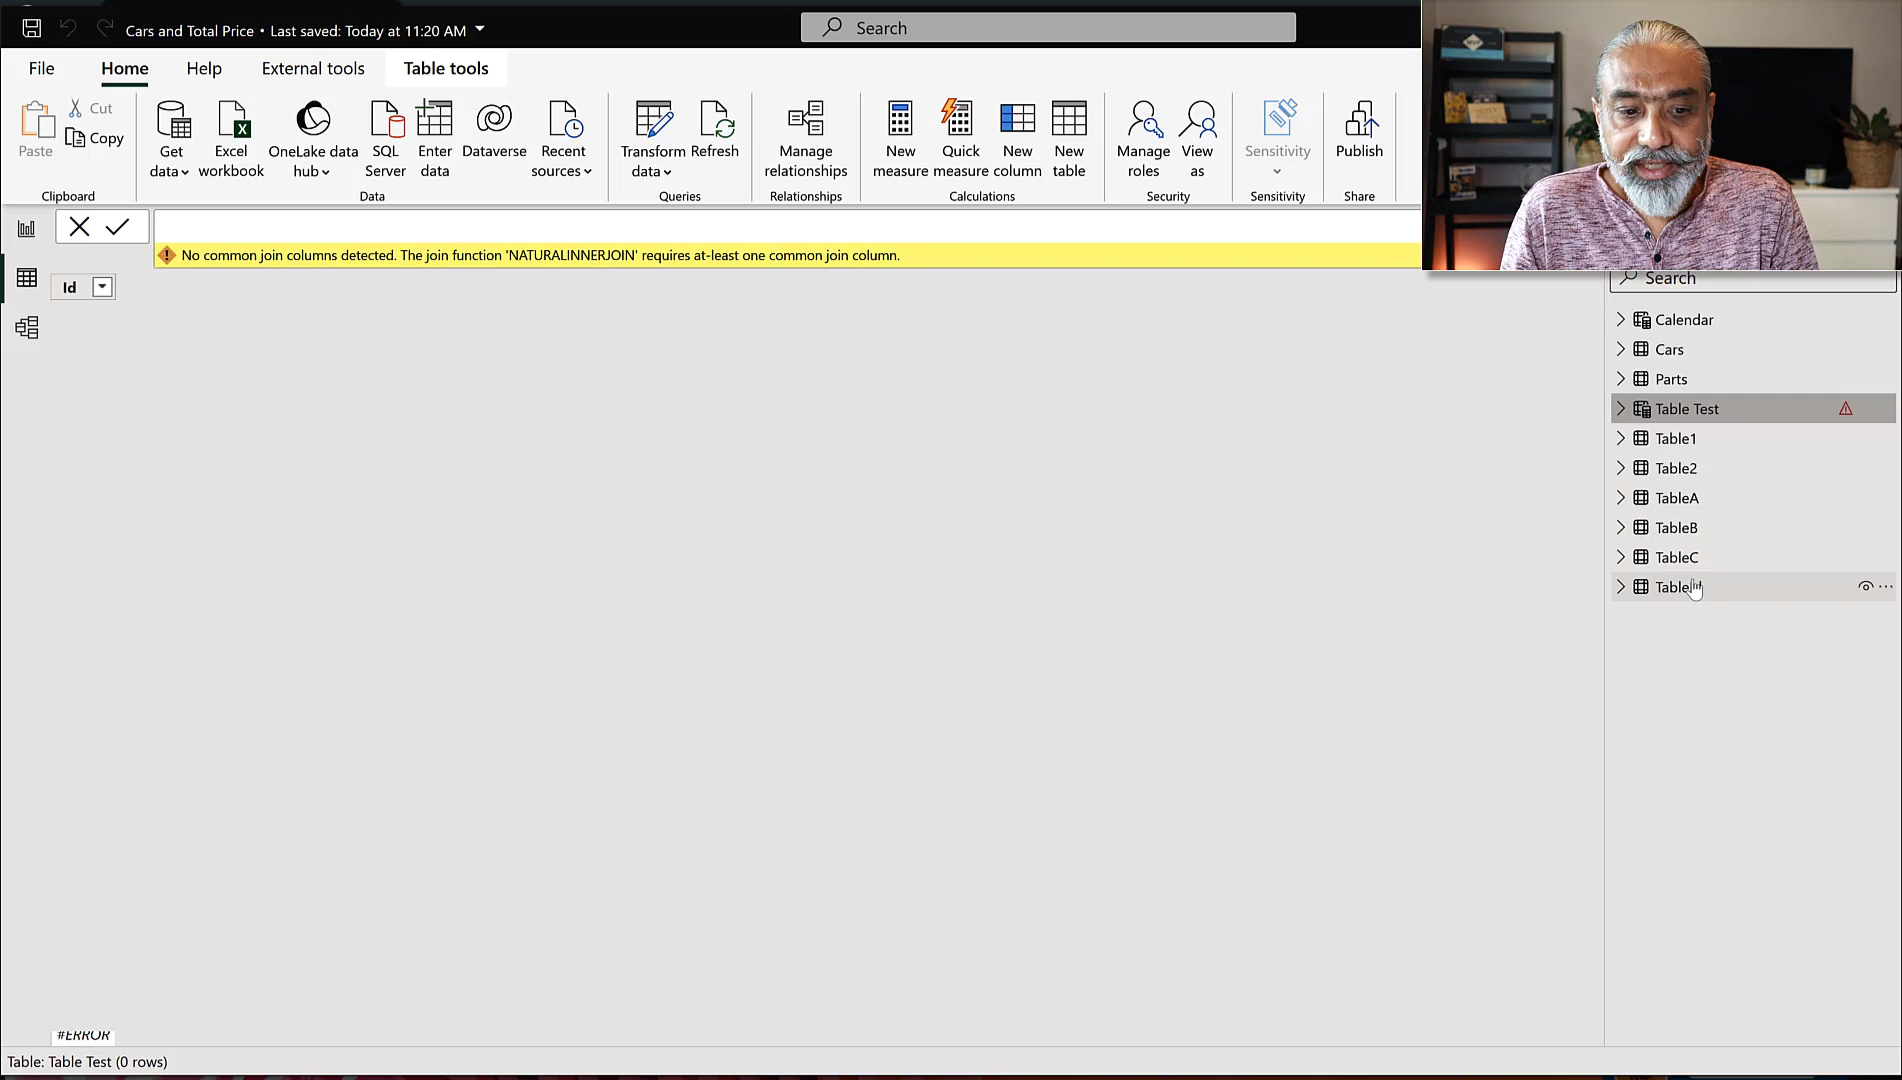 Cars and Total Price • Last saved: Today at 11:20 AM
Search
File
Home
Help
External tools
Table tools
Paste
Cut
Copy
Get data
Excel workbook
OneLake data hub
SQL Server
Enter data
Dataverse
Recent sources
Transform data
Refresh
Manage relationships
New measure
Quick measure
New column
New table
Manage roles
View as
Sensitivity
Publish
Clipboard
Data
Queries
Relationships
Calculations
Security
Sensitivity
Share
No common join columns detected. The join function 'NATURALINNERJOIN' requires at-least one common join column.
Id
Search
Calendar
Cars
Parts
Table Test
Table1
Table2
TableA
TableB
TableC
#ERROR
Table: Table Test (0 rows)